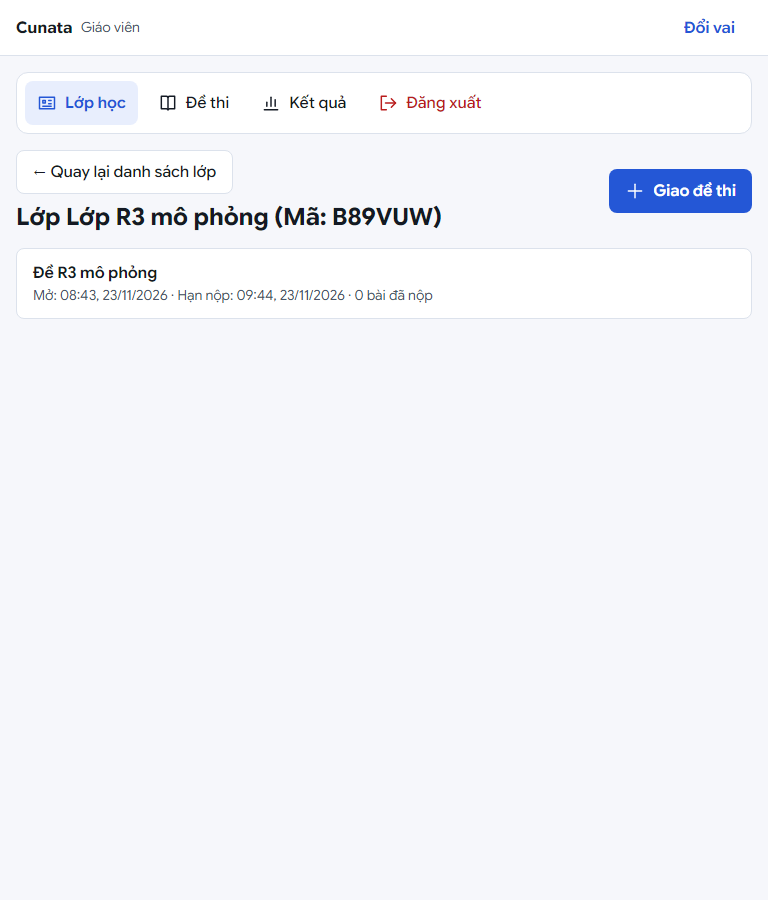 Cunata Giáo viên
Đổi vai
Lớp học
Đề thi
Kết quả
Đăng xuất
← Quay lại danh sách lớp
Giao đề thi
Lớp Lớp R3 mô phỏng (Mã: B89VUW)
Đề R3 mô phỏng
Mở: 08:43, 23/11/2026 · Hạn nộp: 09:44, 23/11/2026 · 0 bài đã nộp